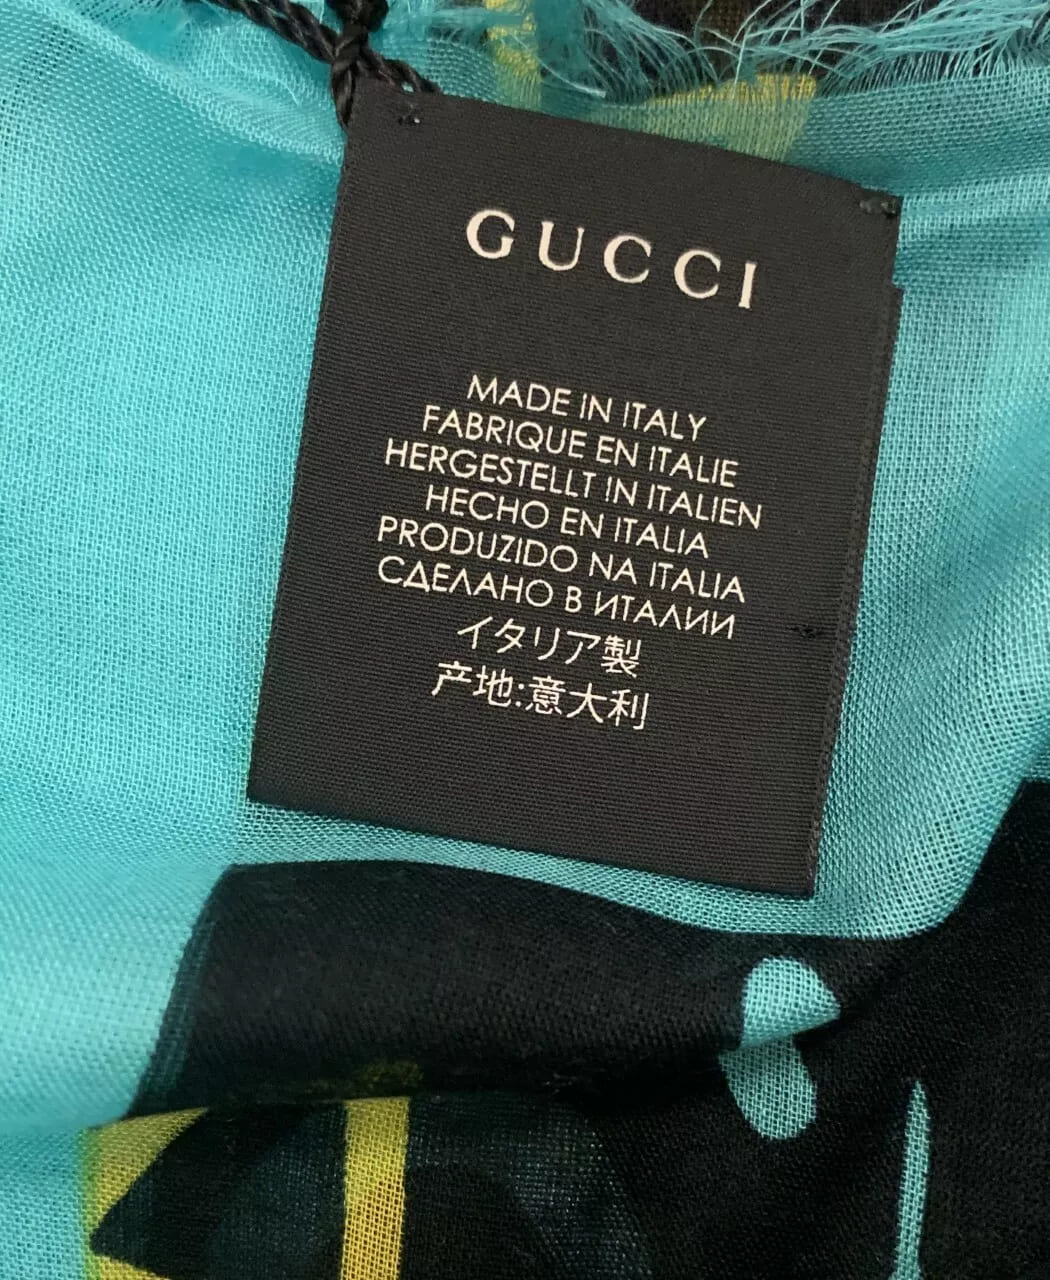 GUCCI
MADE IN ITALY
FABRIQUE EN ITALIE
HERGESTELLT IN ITALIEN
HECHO EN ITALIA
PRODUZIDO NA ITALIA
СДЕЛАНО В ИТАЛИИ
イタリア製
产地:意大利